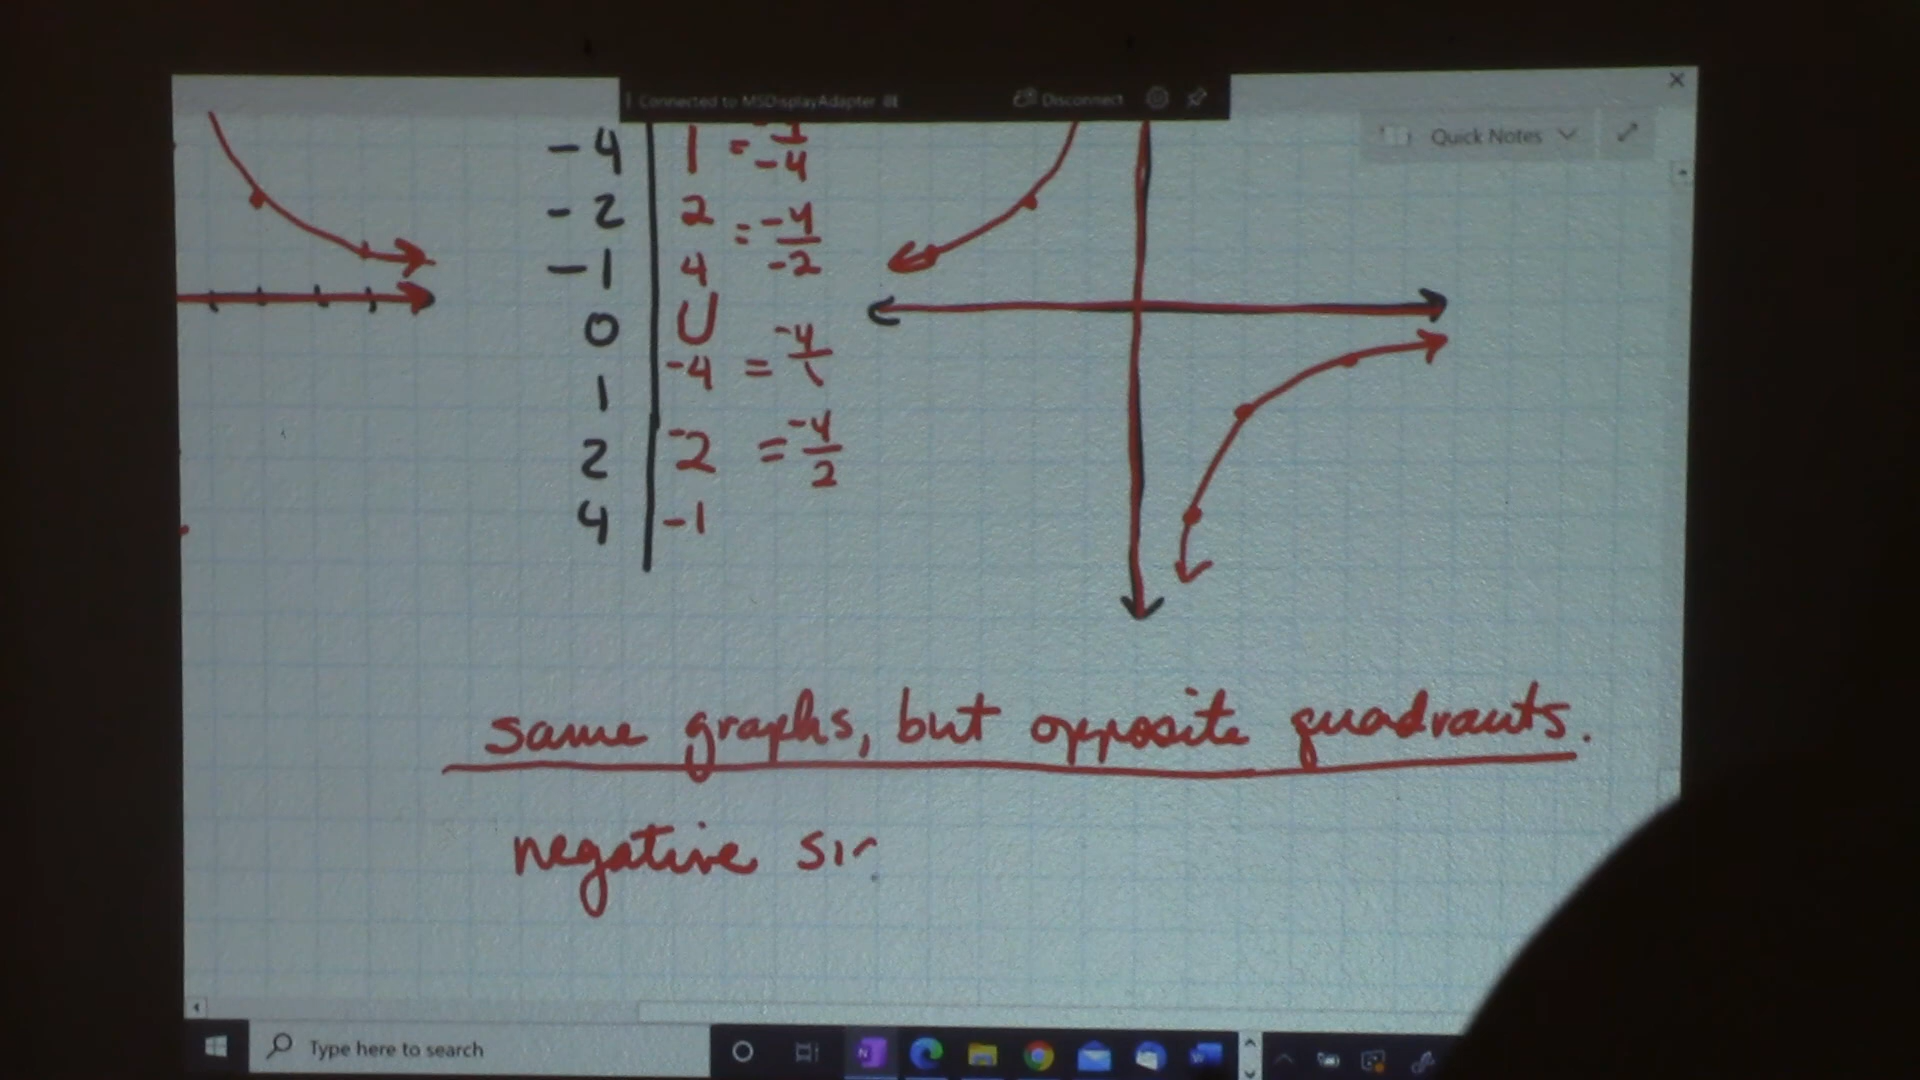 Connected to MSDisplayAdapter
Disconnect
Quick Notes
-4 1 = -4
-2 2 = -4/-2
-1 4
0 U
1 -4 = -4/1
2 -2 = -4/2
4 -1
same graphs, but opposite quadrants.
negative
Type here to search